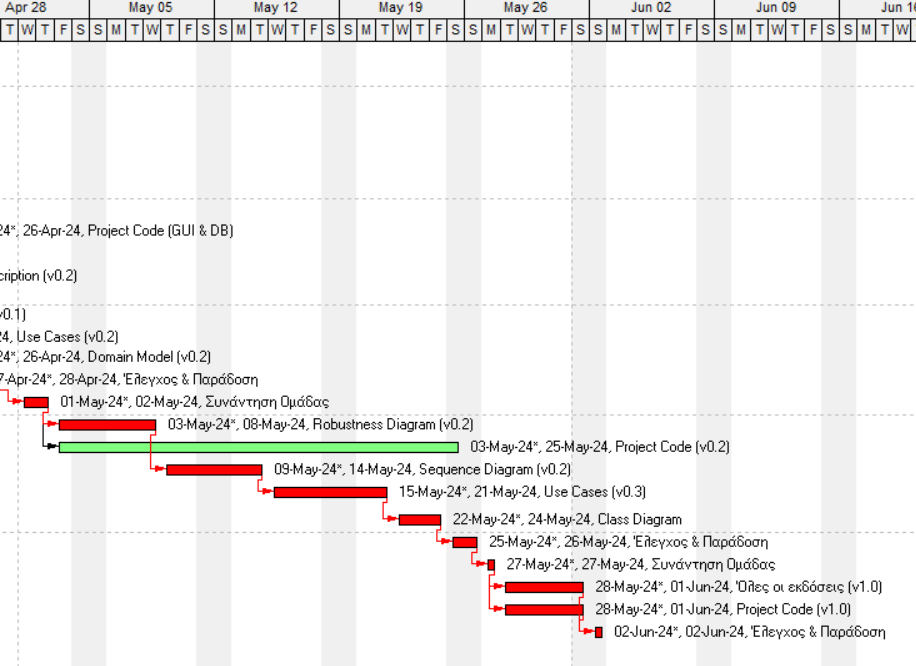 Apr 28 May 05 May 12 May 19 May 26 Jun 02 Jun 09 Jun 16
T W T F S S M T W T F S S M T W T F S S M T W T F S S M T W T F S S M T W T F S S M T W T F S S M T W
24*, 26-Apr-24, Project Code (GUI & DB)
cription (v0.2)
v0.1)
24, Use Cases (v0.2)
24*, 26-Apr-24, Domain Model (v0.2)
7-Apr-24*, 28-Apr-24, Έλεγχος & Παράδοση
01-May-24*, 02-May-24, Συνάντηση Ομάδας
03-May-24*, 08-May-24, Robustness Diagram (v0.2)
03-May-24*, 25-May-24, Project Code (v0.2)
09-May-24*, 14-May-24, Sequence Diagram (v0.2)
15-May-24*, 21-May-24, Use Cases (v0.3)
22-May-24*, 24-May-24, Class Diagram
25-May-24*, 26-May-24, Έλεγχος & Παράδοση
27-May-24*, 27-May-24, Συνάντηση Ομάδας
28-May-24*, 01-Jun-24, Όλες οι εκδόσεις (v1.0)
28-May-24*, 01-Jun-24, Project Code (v1.0)
02-Jun-24*, 02-Jun-24, Έλεγχος & Παράδοση